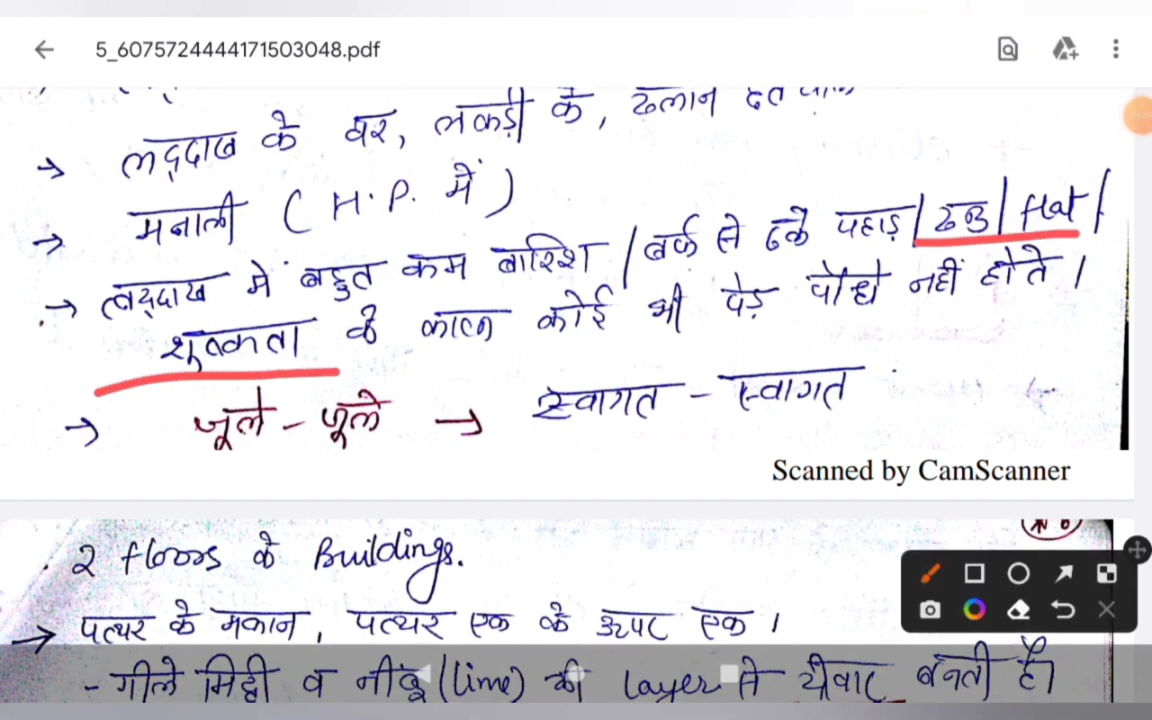 5_6075724444171503048.pdf
→ लद्दाख के घर, लकड़ी के, ढलान
→ मनाली ( H.P. में )
→ लद्दाख में बहुत कम बारिश / बर्फ से ढके पहाड़ / ठंड / flat /
शुष्कता के कारण कोई भी पेड़ पौधे नहीं होते ।
→ जूले - जूले → स्वागत - स्वागत
Scanned by CamScanner
2 floors के Buildings.
→ पत्थर के मकान, पत्थर एक के ऊपर एक ।
- गीले मिट्टी व नींबू (lime) की layer से दीवार बनती है।